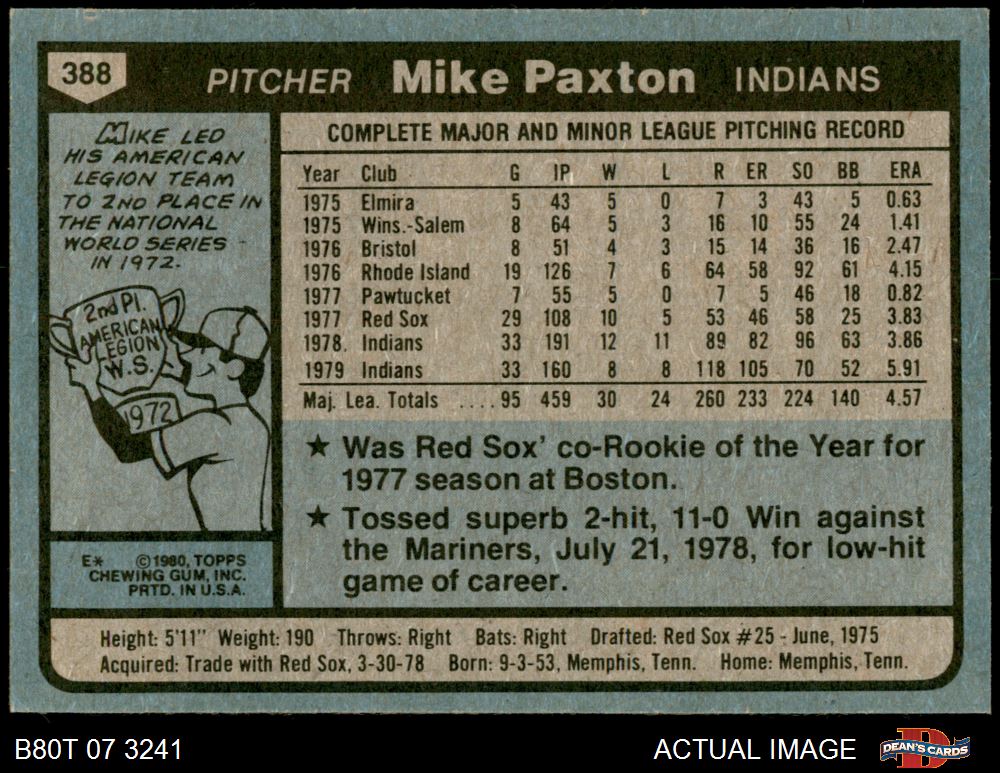 388 PITCHER Mike Paxton INDIANS
MIKE LED
HIS AMERICAN
LEGION TEAM
TO 2ND PLACE IN
THE NATIONAL
WORLD SERIES
IN 1972.
2nd Pl.
AMERICAN
LEGION
W.S.
1972
E* ©1980, TOPPS
CHEWING GUM, INC.
PRTD. IN U.S.A.
COMPLETE MAJOR AND MINOR LEAGUE PITCHING RECORD
Year Club G IP W L R ER SO BB ERA
1975 Elmira 5 43 5 0 7 3 43 5 0.63
1975 Wins.-Salem 8 64 5 3 16 10 55 24 1.41
1976 Bristol 8 51 4 3 15 14 36 16 2.47
1976 Rhode Island 19 126 7 6 64 58 92 61 4.15
1977 Pawtucket 7 55 5 0 7 5 46 18 0.82
1977 Red Sox 29 108 10 5 53 46 58 25 3.83
1978 Indians 33 191 12 11 89 82 96 63 3.86
1979 Indians 33 160 8 8 118 105 70 52 5.91
Maj. Lea. Totals ....95 459 30 24 260 233 224 140 4.57
★ Was Red Sox' co-Rookie of the Year for
1977 season at Boston.
★ Tossed superb 2-hit, 11-0 Win against
the Mariners, July 21, 1978, for low-hit
game of career.
Height: 5'11" Weight: 190 Throws: Right Bats: Right Drafted: Red Sox #25 - June, 1975
Acquired: Trade with Red Sox, 3-30-78 Born: 9-3-53, Memphis, Tenn. Home: Memphis, Tenn.
B80T 07 3241 ACTUAL IMAGE D DEAN'S CARDS